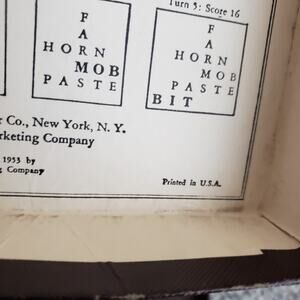 Turn 5: Score 16
F
A
HORN
MOB
PASTE
F
A
HORN
MOB
PASTE
BIT
Co., New York, N. Y.
Marketing Company
1953 by
Company
Printed in U.S.A.